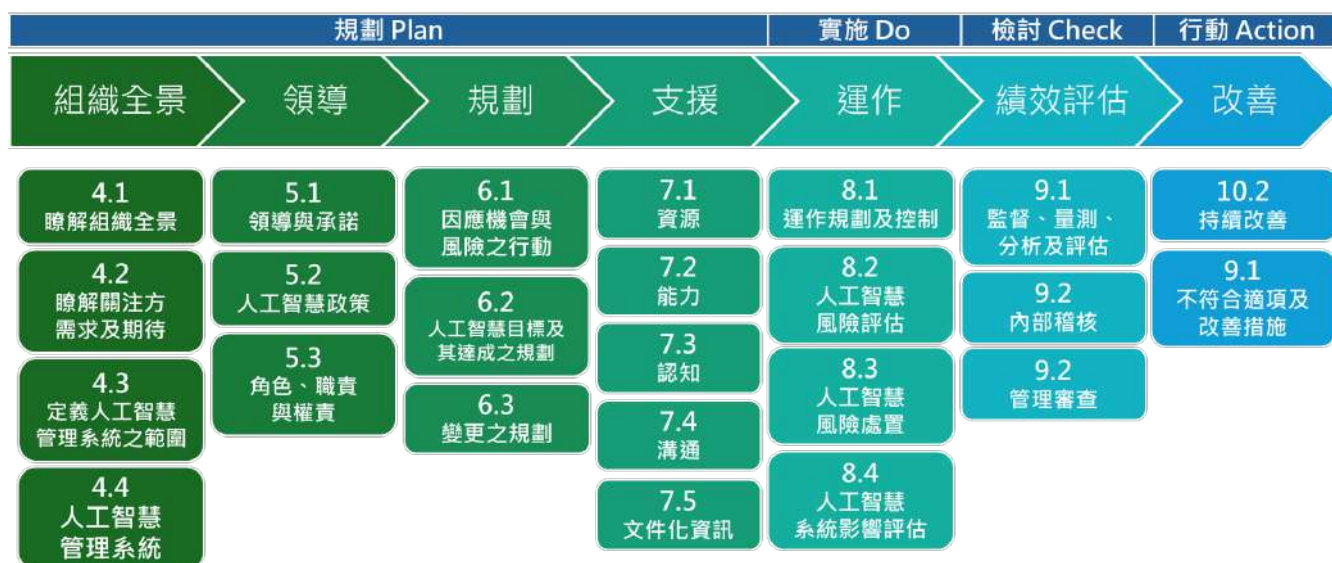 規劃 Plan
實施 Do
檢討 Check
行動 Action
組織全景
領導
規劃
支援
運作
績效評估
改善
4.1
瞭解組織全景
4.2
瞭解關注方
需求及期待
4.3
定義人工智慧
管理系統之範圍
4.4
人工智慧
管理系統
5.1
領導與承諾
5.2
人工智慧政策
5.3
角色、職責
與權責
6.1
因應機會與
風險之行動
6.2
人工智慧目標及
其達成之規劃
6.3
變更之規劃
7.1
資源
7.2
能力
7.3
認知
7.4
溝通
7.5
文件化資訊
8.1
運作規劃及控制
8.2
人工智慧
風險評估
8.3
人工智慧
風險處置
8.4
人工智慧
系統影響評估
9.1
監督、量測、
分析及評估
9.2
內部稽核
9.2
管理審查
10.2
持續改善
9.1
不符合適項及
改善措施